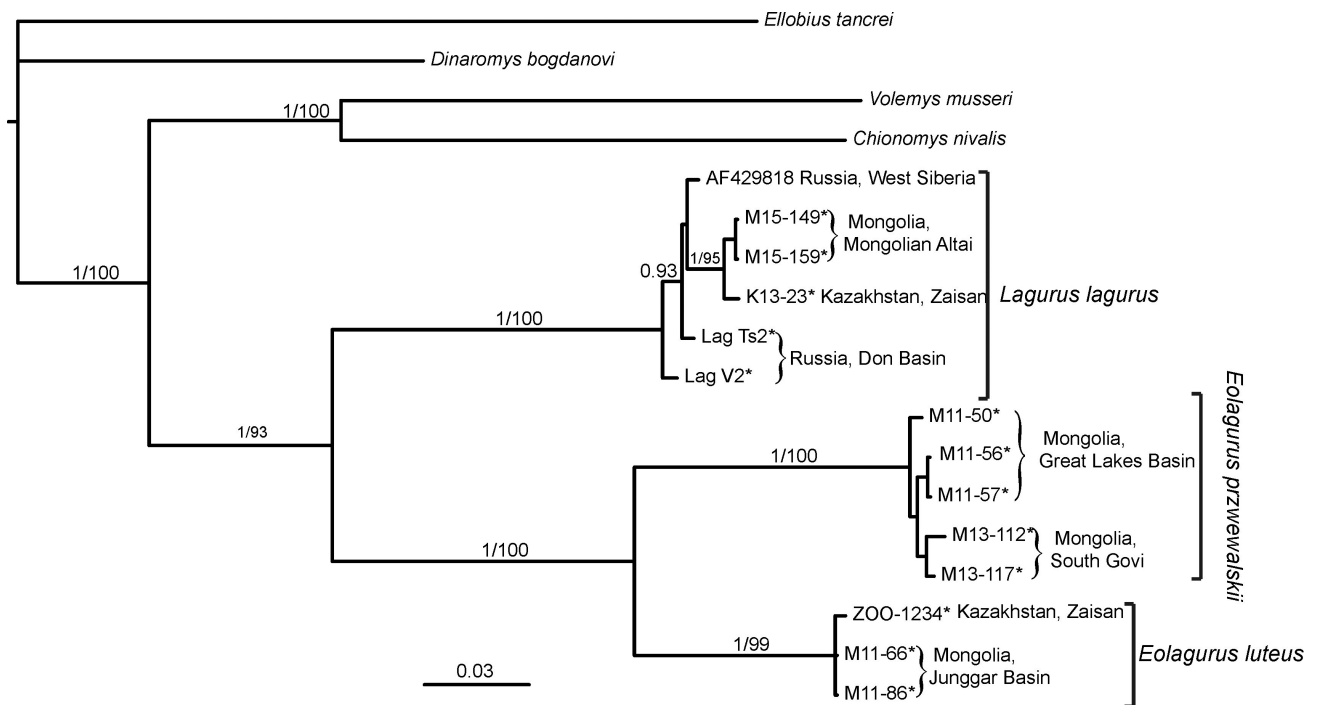 Ellobius tancrei
Dinaromys bogdanovi
1/100
Volemys musseri
Chionomys nivalis
1/100
AF429818 Russia, West Siberia
M15-149*
M15-159*
Mongolia,
Mongolian Altai
1/95
0.93
K13-23* Kazakhstan, Zaisan
Lagurus lagurus
1/100
Lag Ts2*
Lag V2*
Russia, Don Basin
1/93
M11-50*
M11-56*
M11-57*
Mongolia,
Great Lakes Basin
1/100
M13-112*
M13-117*
Mongolia,
South Govi
Eolagurus przwewalskii
1/100
ZOO-1234* Kazakhstan, Zaisan
1/99
M11-66*
M11-86*
Mongolia,
Junggar Basin
Eolagurus luteus
0.03